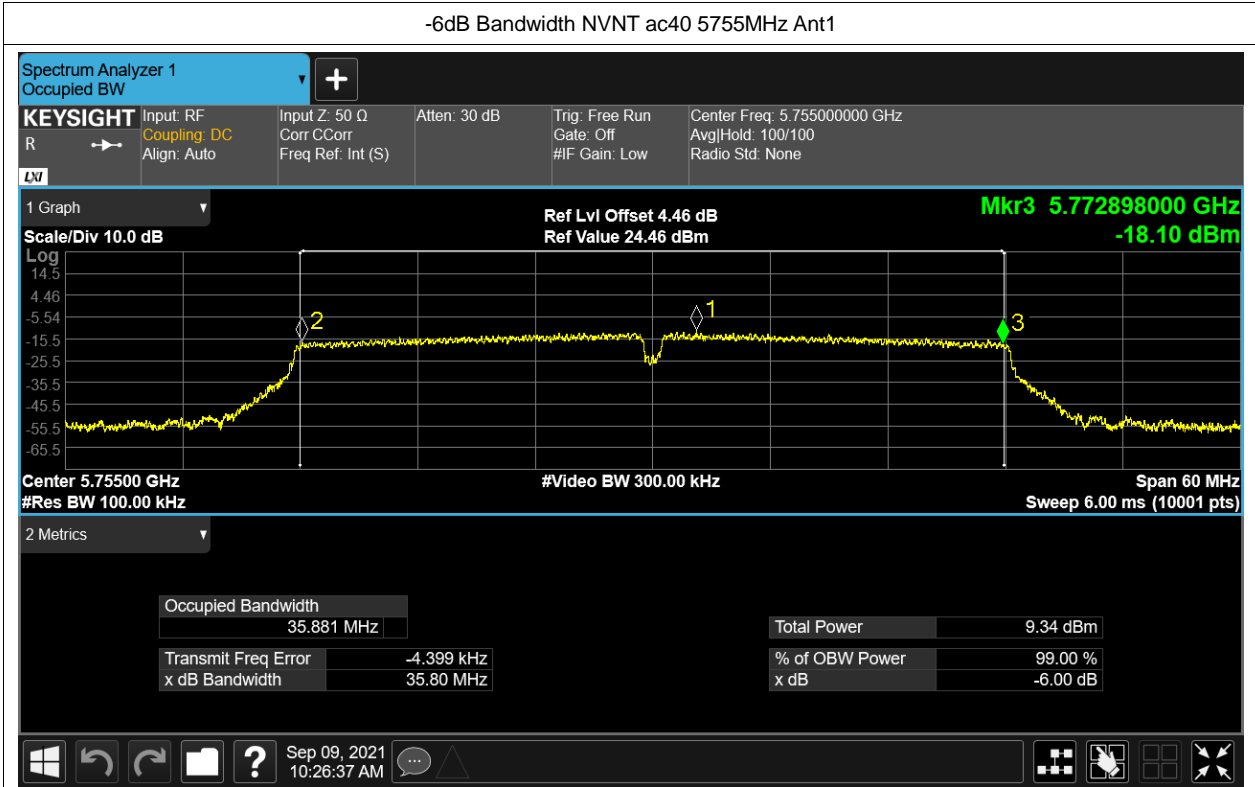 -6dB Bandwidth NVNT ac40 5755MHz Ant1
Spectrum Analyzer 1
Occupied BW
KEYSIGHT
R
LXI
Input: RF
Coupling: DC
Align: Auto
Input Z: 50 Ω
Corr CCorr
Freq Ref: Int (S)
Atten: 30 dB
Trig: Free Run
Gate: Off
#IF Gain: Low
Center Freq: 5.755000000 GHz
Avg|Hold: 100/100
Radio Std: None
1 Graph
Ref Lvl Offset 4.46 dB
Mkr3 5.772898000 GHz
Scale/Div 10.0 dB
Ref Value 24.46 dBm
-18.10 dBm
Log
14.5
4.46
-5.54
-15.5
-25.5
-35.5
-45.5
-55.5
-65.5
2
1
3
Center 5.75500 GHz
#Video BW 300.00 kHz
Span 60 MHz
#Res BW 100.00 kHz
Sweep 6.00 ms (10001 pts)
2 Metrics
Occupied Bandwidth
35.881 MHz
Total Power 9.34 dBm
Transmit Freq Error -4.399 kHz
% of OBW Power 99.00 %
x dB Bandwidth 35.80 MHz
x dB -6.00 dB
?
Sep 09, 2021
10:26:37 AM